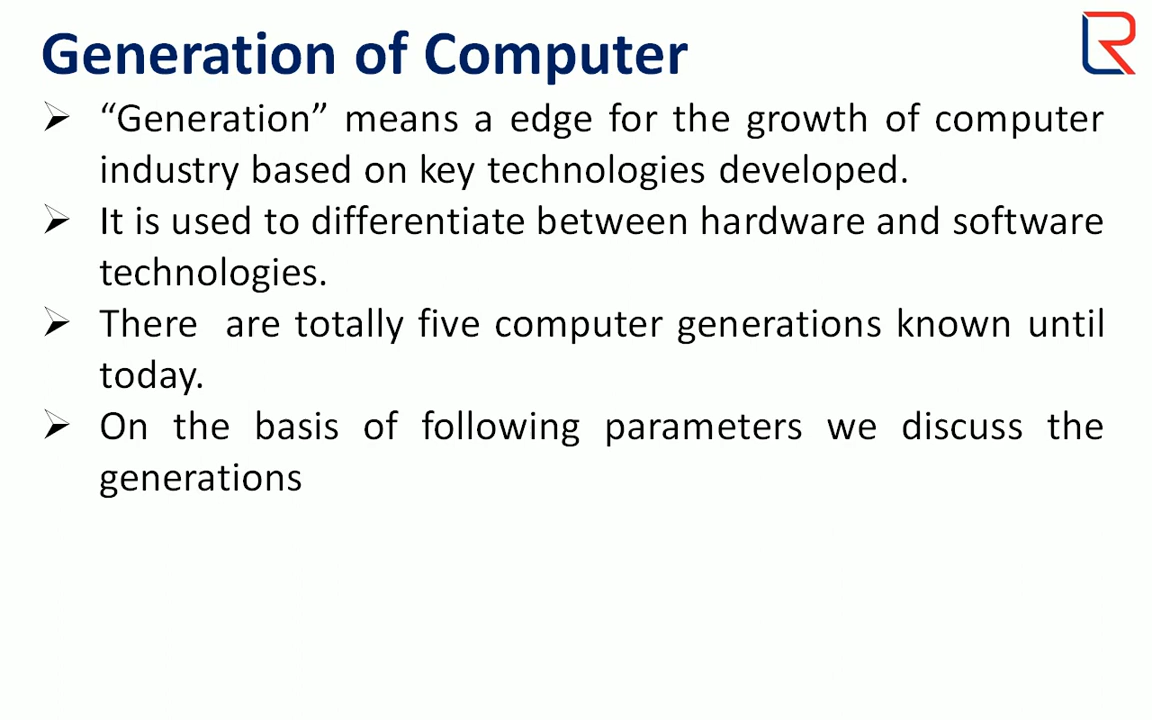 Generation of Computer
➢ “Generation” means a edge for the growth of computer
industry based on key technologies developed.
➢ It is used to differentiate between hardware and software
technologies.
➢ There are totally five computer generations known until
today.
➢ On the basis of following parameters we discuss the
generations